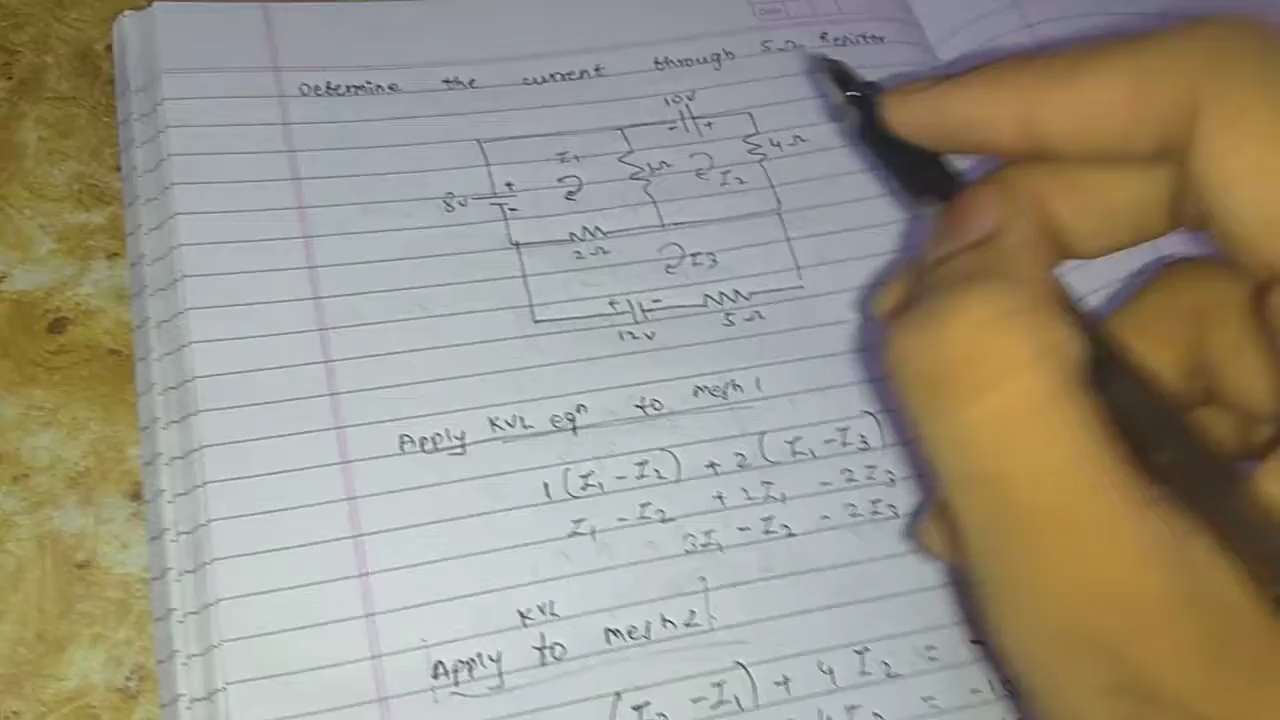 Determine the current through 5Ω Resistor
10V
- +
I₁
1Ω
I₂
4Ω
8V
+
-
2Ω
I3
+ -
12V
5Ω
Apply KVL eqⁿ to mesh 1
1(I₁-I₂) + 2(I₁-I₃)
I₁-I₂ + 2I₁ - 2I₃
3I₁-I₂ - 2I₃
KVL
Apply to mesh 2
(I₂-I₁) + 4I₂ =
4I₂ =